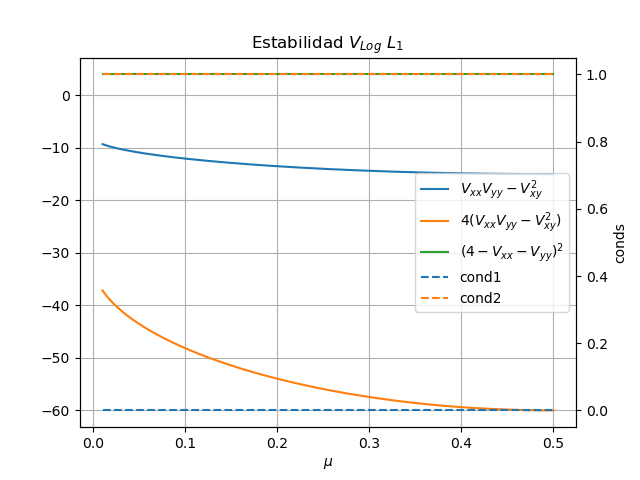 Estabilidad $V_{Log}$ $L_1$
0
−10
−20
−30
−40
−50
−60
1.0
0.8
0.6
0.4
0.2
0.0
conds
$V_{xx}V_{yy} - V_{xy}^2$
$4(V_{xx}V_{yy} - V_{xy}^2)$
$(4 - V_{xx} - V_{yy})^2$
cond1
cond2
0.0 0.1 0.2 0.3 0.4 0.5
μ